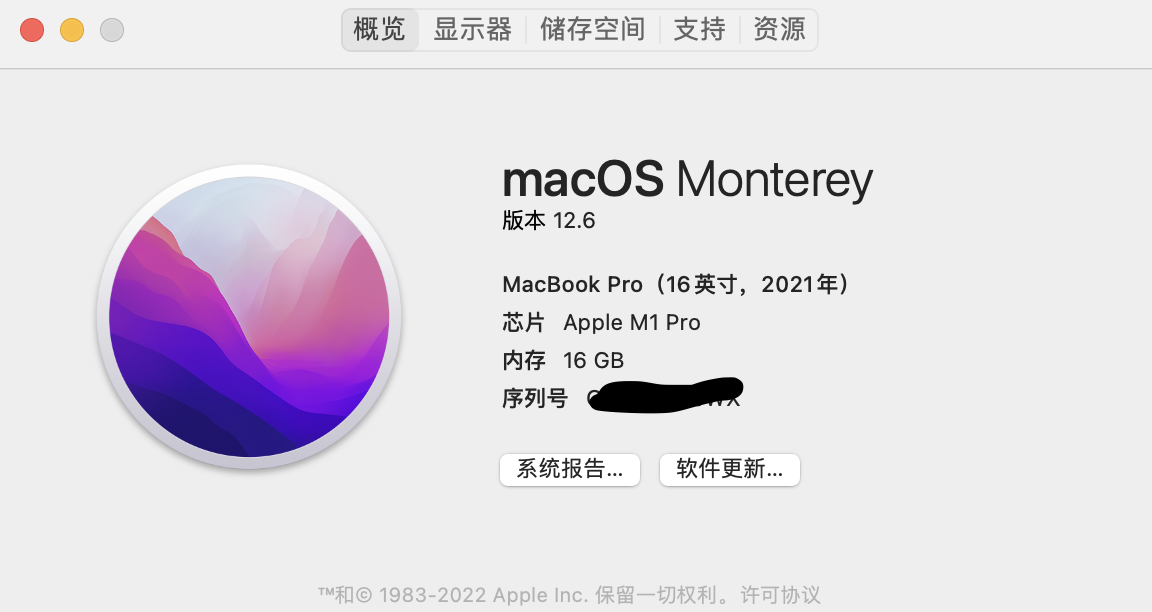 概览 显示器 储存空间 支持 资源
macOS Monterey
版本 12.6
MacBook Pro（16英寸，2021年）
芯片 Apple M1 Pro
内存 16 GB
序列号
系统报告... 软件更新...
™和© 1983-2022 Apple Inc. 保留一切权利。许可协议